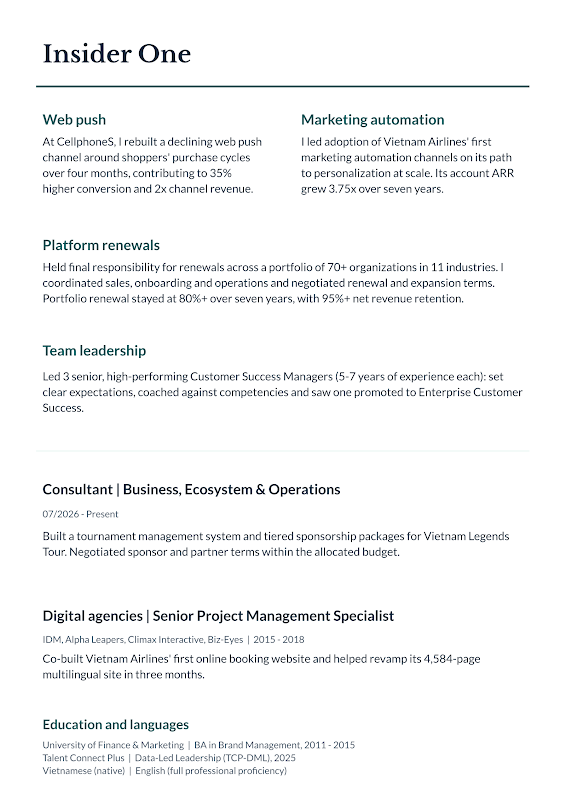 Insider One
Web push
At CellphoneS, I rebuilt a declining web push
channel around shoppers' purchase cycles
over four months, contributing to 35%
higher conversion and 2x channel revenue.
Marketing automation
I led adoption of Vietnam Airlines' first
marketing automation channels on its path
to personalization at scale. Its account ARR
grew 3.75x over seven years.
Platform renewals
Held final responsibility for renewals across a portfolio of 70+ organizations in 11 industries. I
coordinated sales, onboarding and operations and negotiated renewal and expansion terms.
Portfolio renewal stayed at 80%+ over seven years, with 95%+ net revenue retention.
Team leadership
Led 3 senior, high-performing Customer Success Managers (5-7 years of experience each): set
clear expectations, coached against competencies and saw one promoted to Enterprise Customer
Success.
Consultant | Business, Ecosystem & Operations
07/2026 - Present
Built a tournament management system and tiered sponsorship packages for Vietnam Legends
Tour. Negotiated sponsor and partner terms within the allocated budget.
Digital agencies | Senior Project Management Specialist
IDM, Alpha Leapers, Climax Interactive, Biz-Eyes | 2015 - 2018
Co-built Vietnam Airlines' first online booking website and helped revamp its 4,584-page
multilingual site in three months.
Education and languages
University of Finance & Marketing | BA in Brand Management, 2011 - 2015
Talent Connect Plus | Data-Led Leadership (TCP-DML), 2025
Vietnamese (native) | English (full professional proficiency)